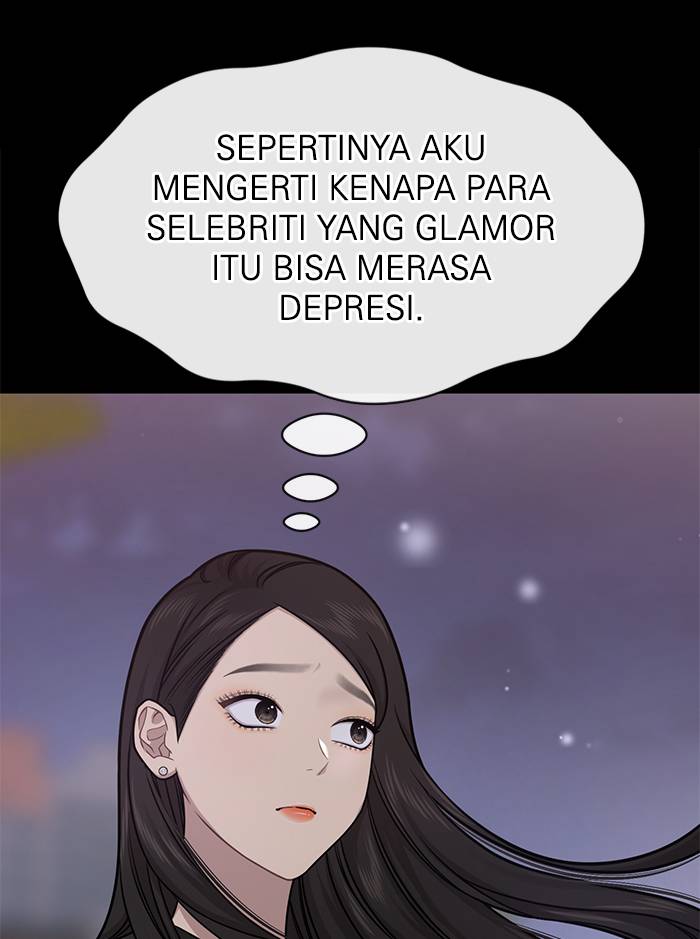 SEPERTINYA AKU
MENGERTI KENAPA PARA
SELEBRITI YANG GLAMOR
ITU BISA MERASA
DEPRESI.